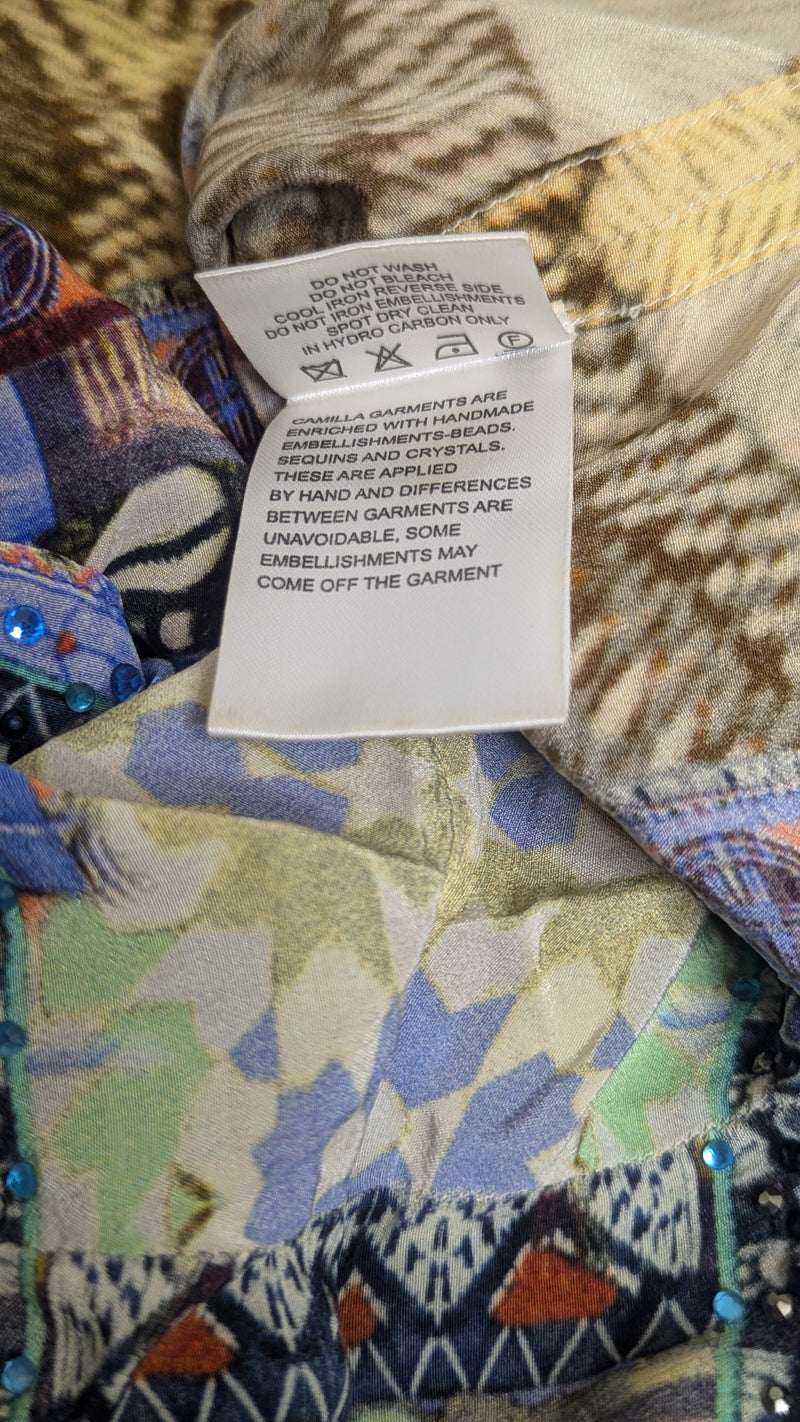 DO NOT WASH
DO NOT BLEACH
COOL IRON REVERSE SIDE
DO NOT IRON EMBELLISHMENTS
SPOT DRY CLEAN
IN HYDRO CARBON ONLY
F
CAMILLA GARMENTS ARE
ENRICHED WITH HANDMADE
EMBELLISHMENTS-BEADS.
SEQUINS AND CRYSTALS.
THESE ARE APPLIED
BY HAND AND DIFFERENCES
BETWEEN GARMENTS ARE
UNAVOIDABLE, SOME
EMBELLISHMENTS MAY
COME OFF THE GARMENT